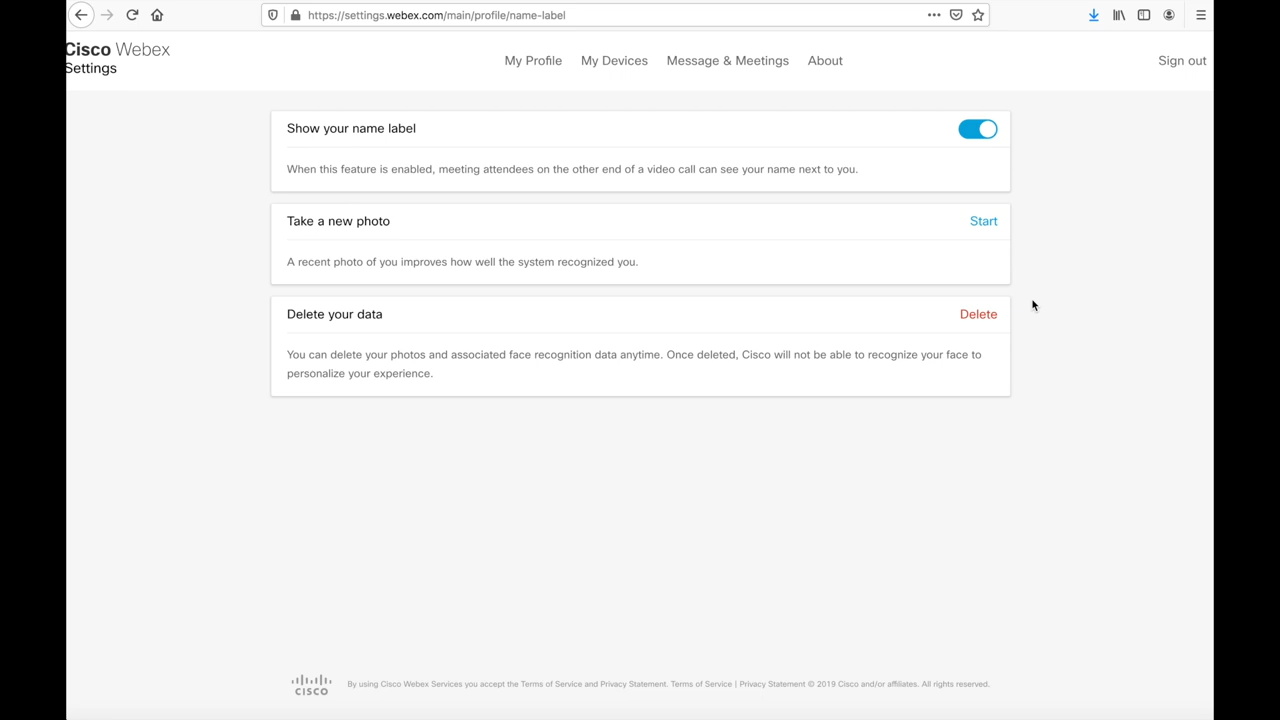 https://settings.webex.com/main/profile/name-label
Cisco Webex
Settings
My Profile
My Devices
Message & Meetings
About
Sign out
Show your name label
When this feature is enabled, meeting attendees on the other end of a video call can see your name next to you.
Take a new photo
Start
A recent photo of you improves how well the system recognized you.
Delete your data
Delete
You can delete your photos and associated face recognition data anytime. Once deleted, Cisco will not be able to recognize your face to
personalize your experience.
CISCO
By using Cisco Webex Services you accept the Terms of Service and Privacy Statement. Terms of Service | Privacy Statement © 2019 Cisco and/or affiliates. All rights reserved.